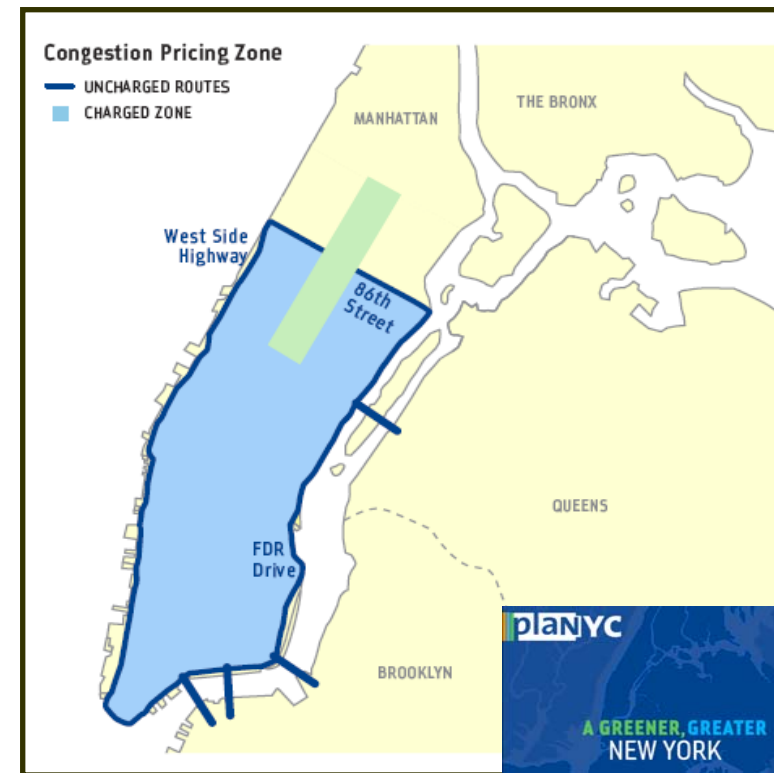 Congestion Pricing Zone
UNCHARGED ROUTES
CHARGED ZONE
THE BRONX
MANHATTAN
West Side
Highway
86th
Street
QUEENS
FDR
Drive
BROOKLYN
plaNYC
A GREENER, GREATER
NEW YORK